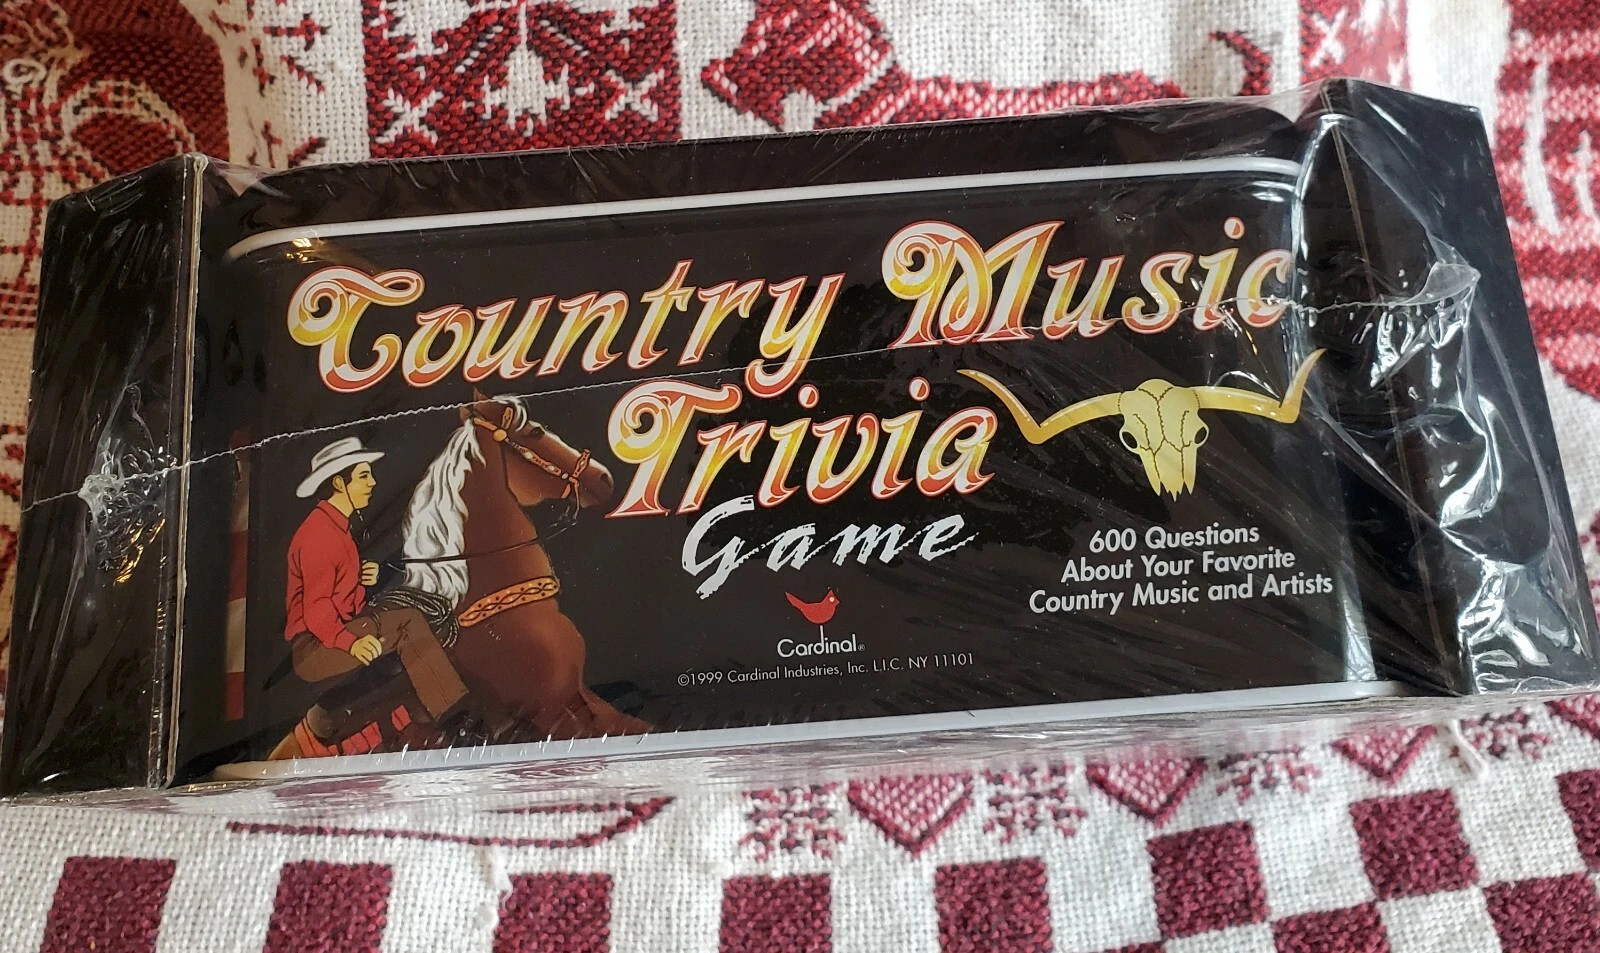 Country Music
Trivia
Game
600 Questions
About Your Favorite
Country Music and Artists
Cardinal®
©1999 Cardinal Industries, Inc. L.I.C. NY 11101